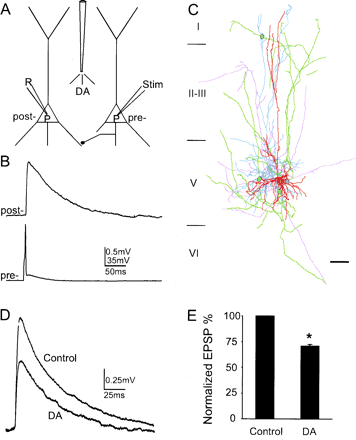 A
R
Stim
DA
post-
P
P
pre-
B
post-
0.5mV
35mV
50ms
pre-
C
I
II-III
V
VI
D
Control
0.25mV
25ms
DA
E
Normalized EPSP %
100
75
50
25
0
*
Control
DA